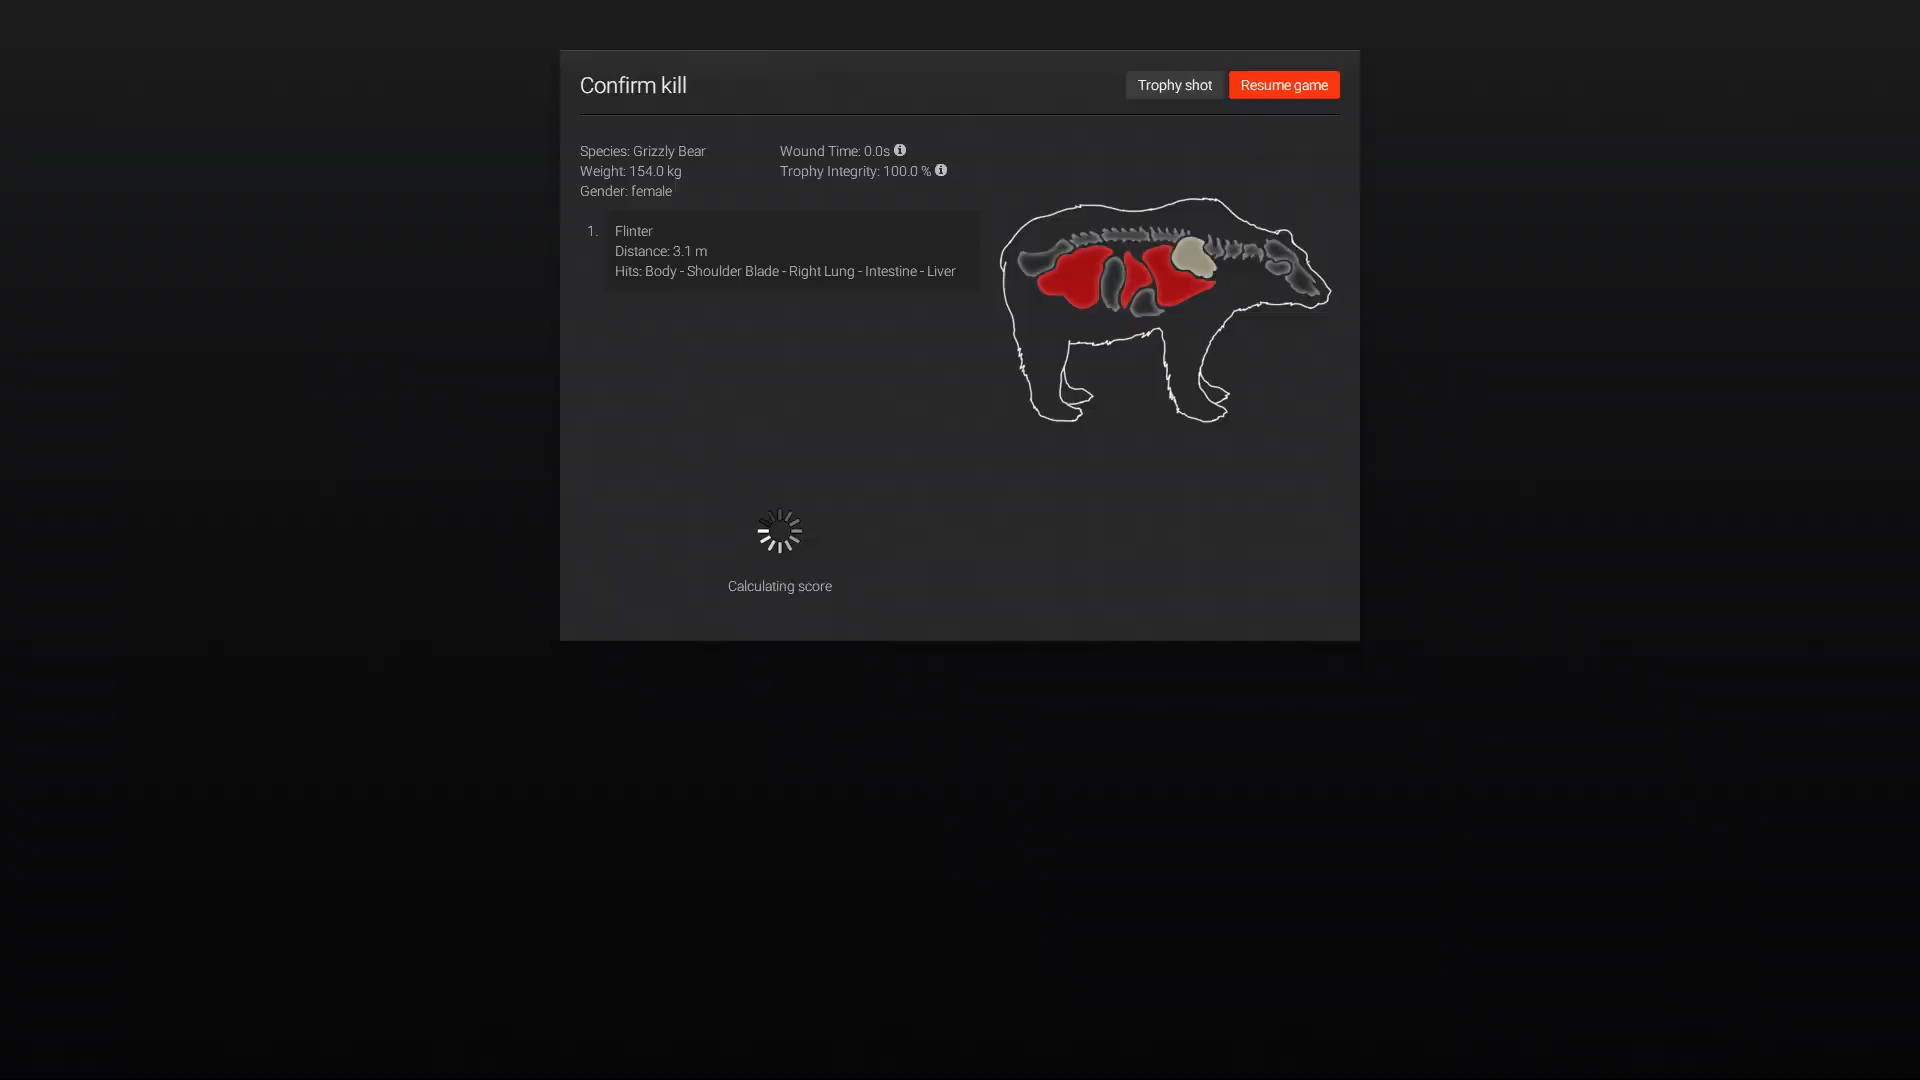 Confirm kill
Trophy shot
Resume game
Species: Grizzly Bear
Weight: 154.0 kg
Gender: female
Wound Time: 0.0s
Trophy Integrity: 100.0 %
1.
Flinter
Distance: 3.1 m
Hits: Body - Shoulder Blade - Right Lung - Intestine - Liver
Calculating score